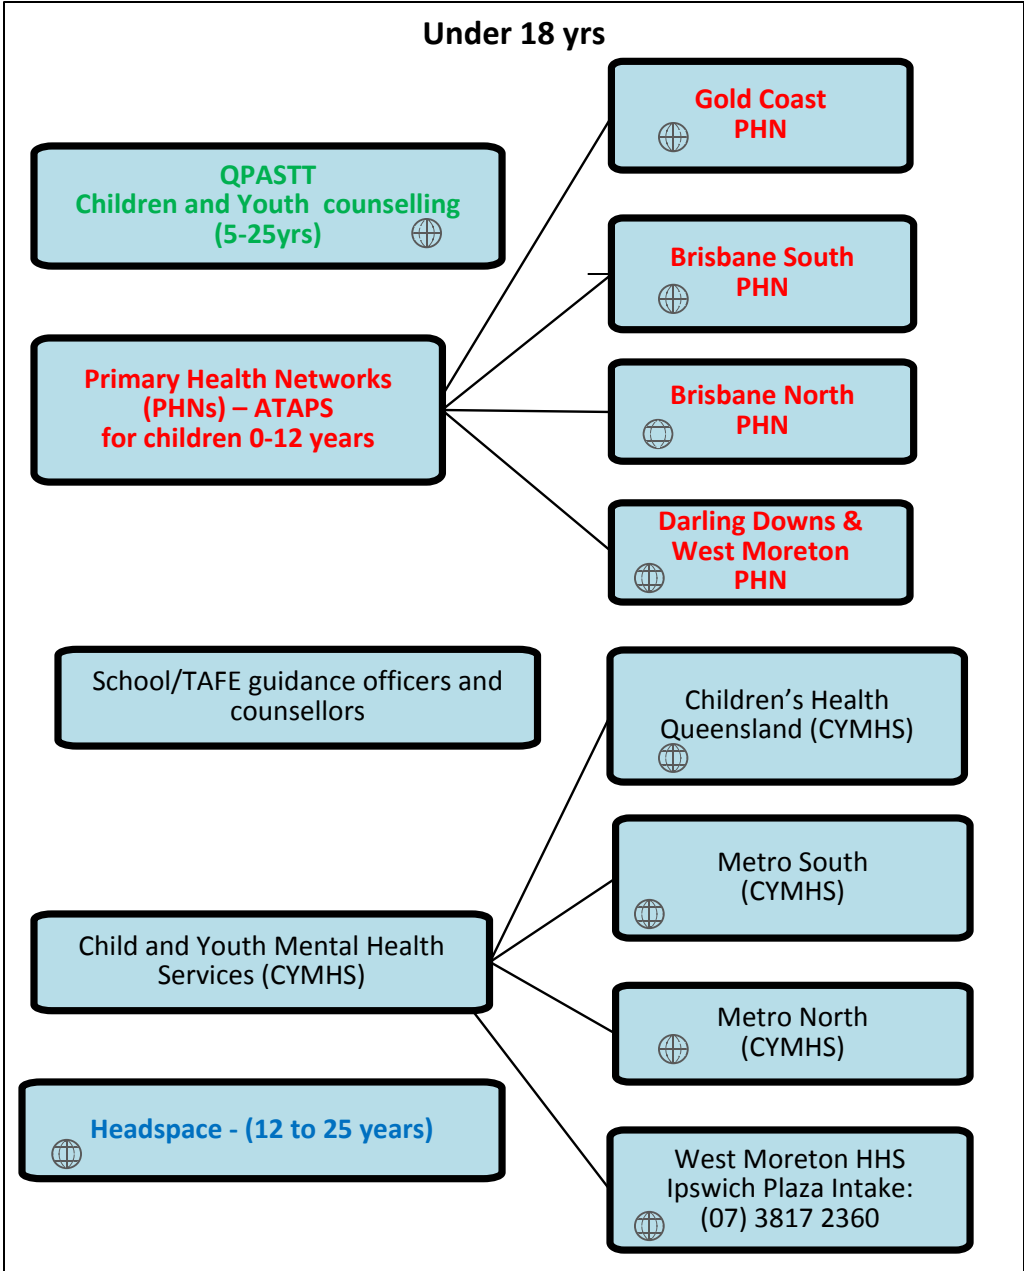 Under 18 yrs
Gold Coast
PHN
QPASTT
Children and Youth  counselling
(5-25yrs)
Brisbane South
PHN
Primary Health Networks
(PHNs) – ATAPS
for children 0-12 years
Brisbane North
PHN
Darling Downs &
West Moreton
PHN
School/TAFE guidance officers and
counsellors
Children’s Health
Queensland (CYMHS)
Metro South
(CYMHS)
Child and Youth Mental Health
Services (CYMHS)
Metro North
(CYMHS)
Headspace - (12 to 25 years)
West Moreton HHS
Ipswich Plaza Intake:
(07) 3817 2360